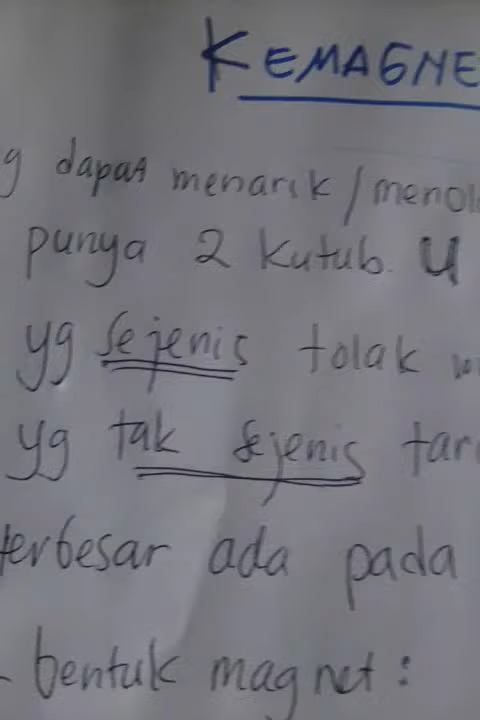 KEMAGNE
g dapat menarik/menol
punya 2 kutub. U
yg sejenis tolak
yg tak sejenis tar
terbesar ada pada
- bentuk magnet: